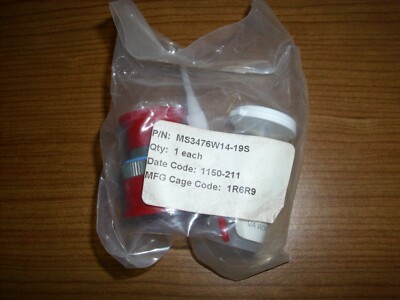 P/N: MS3476W14-19S
Qty: 1 each
Date Code: 1150-211
MFG Cage Code: 1R6R9